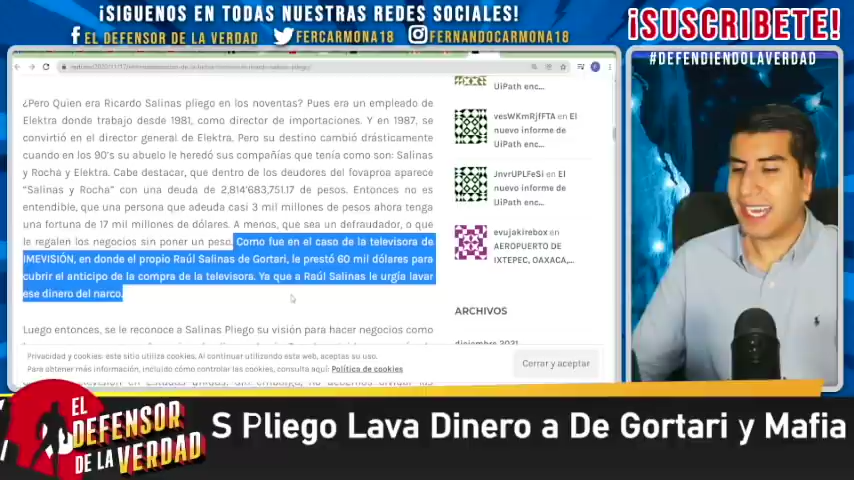 ¡SIGUENOS EN TODAS NUESTRAS REDES SOCIALES!
EL DEFENSOR DE LA VERDAD
FERCARMONA18
FERNANDOCARMONA18
¡SUSCRIBETE!
#DEFENDIENDOLAVERDAD
¿Pero Quien era Ricardo Salinas pliego en los noventas? Pues era un empleado de
Elektra donde trabajo desde 1981, como director de importaciones. Y en 1987, se
convirtió en el director general de Elektra. Pero su destino cambió drásticamente
cuando en los 90's su abuelo le heredó sus compañías que tenía como son: Salinas
y Rocha y Elektra. Cabe destacar, que dentro de los deudores del fovaproa aparece
"Salinas y Rocha" con una deuda de 2,814'683,751.17 de pesos. Entonces no es
entendible, que una persona que adeuda casi 3 mil millones de pesos ahora tenga
una fortuna de 17 mil millones de dólares. A menos, que sea un defraudador, o que
le regalen los negocios sin poner un peso. Como fue en el caso de la televisora de
IMEVISIÓN, en donde el propio Raúl Salinas de Gortari, le prestó 60 mil dólares para
cubrir el anticipo de la compra de la televisora. Ya que a Raúl Salinas le urgía lavar
ese dinero del narco.
Luego entonces, se le reconoce a Salinas Pliego su visión para hacer negocios como
UiPath enc...
vesWKmRjfFTA en El
nuevo informe de
UiPath enc...
JnvrUPLFeSi en El
nuevo informe de
UiPath enc...
evujakirebox en
AEROPUERTO DE
IXTEPEC, OAXACA,...
ARCHIVOS
diciembre 2021
Privacidad y cookies: este sitio utiliza cookies. Al continuar utilizando esta web, aceptas su uso.
Para obtener más información, incluido cómo controlar las cookies, consulta aquí: Política de cookies
Cerrar y aceptar
EL
DEFENSOR
DE LA VERDAD
S Pliego Lava Dinero a De Gortari y Mafia